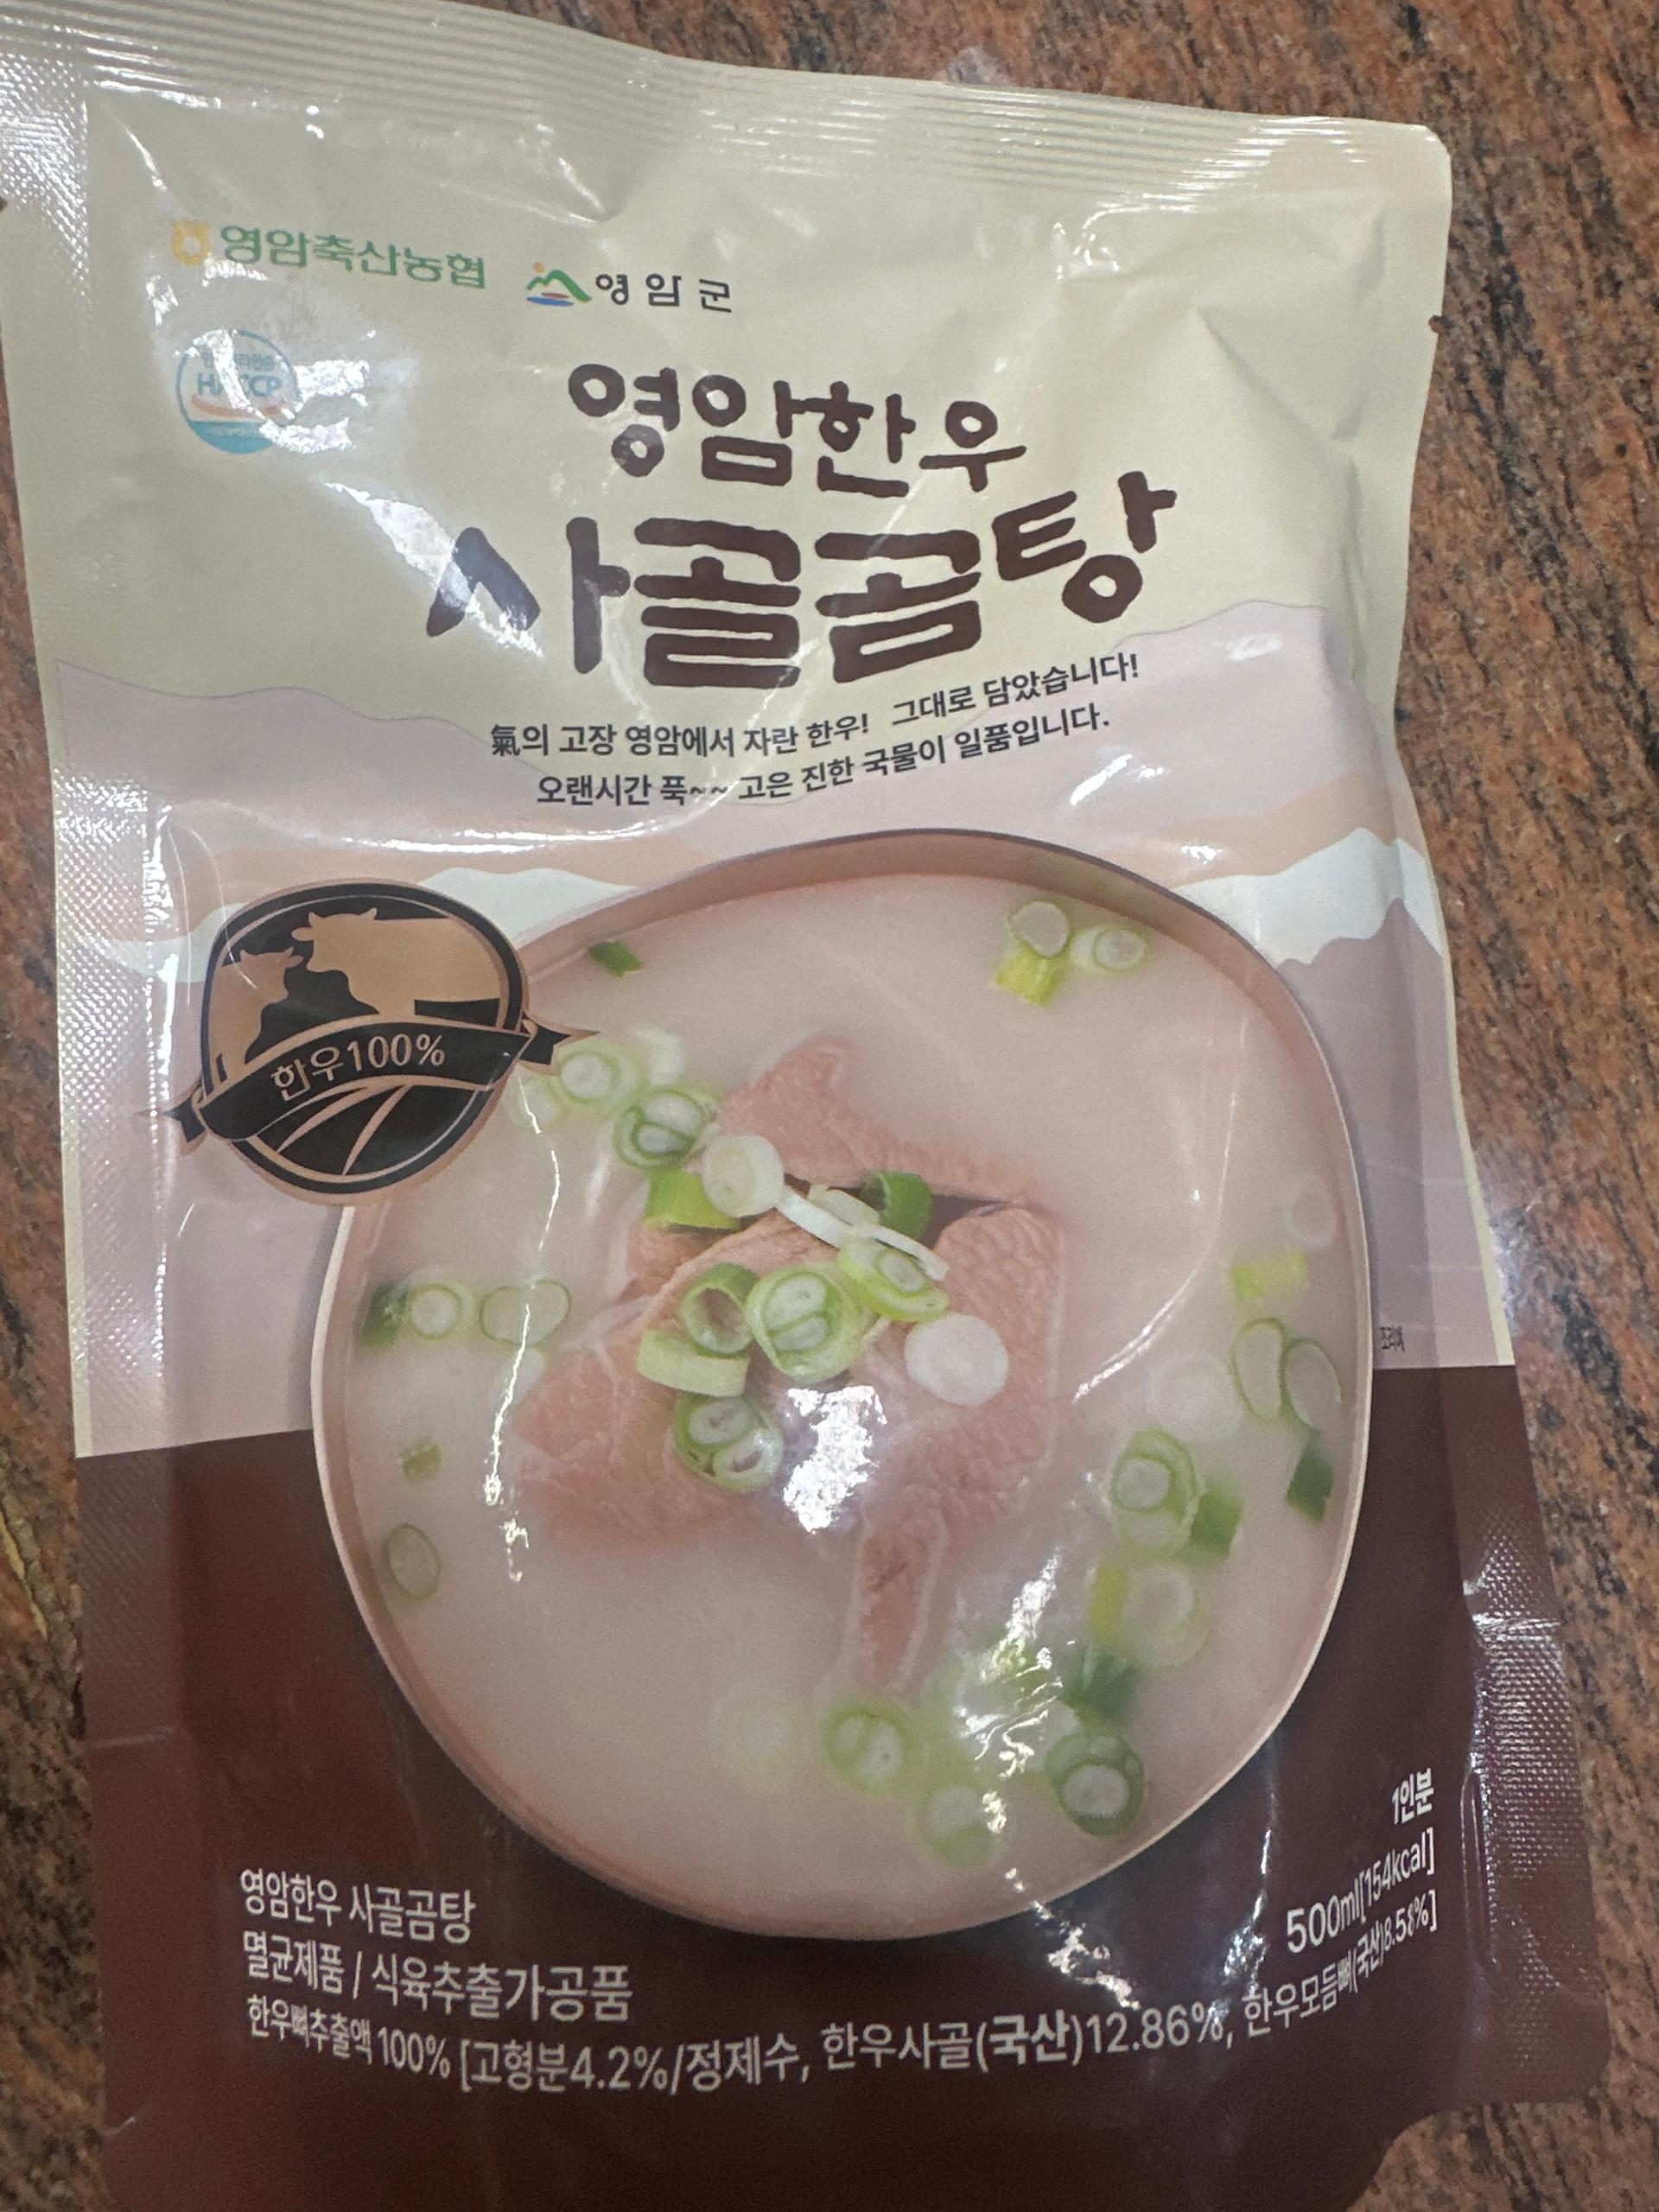 영암축산농협 영암군
HACCP
영암한우
사골곰탕
氣의 고장 영암에서 자란 한우! 그대로 담았습니다!
오랜시간 푹~~ 고은 진한 국물이 일품입니다.
한우100%
조리예
1인분
500ml[154kcal]
영암한우 사골곰탕
멸균제품 / 식육추출가공품
한우뼈추출액 100% [고형분4.2%/정제수, 한우사골(국산)12.86%, 한우모듬뼈(국산)8.58%]